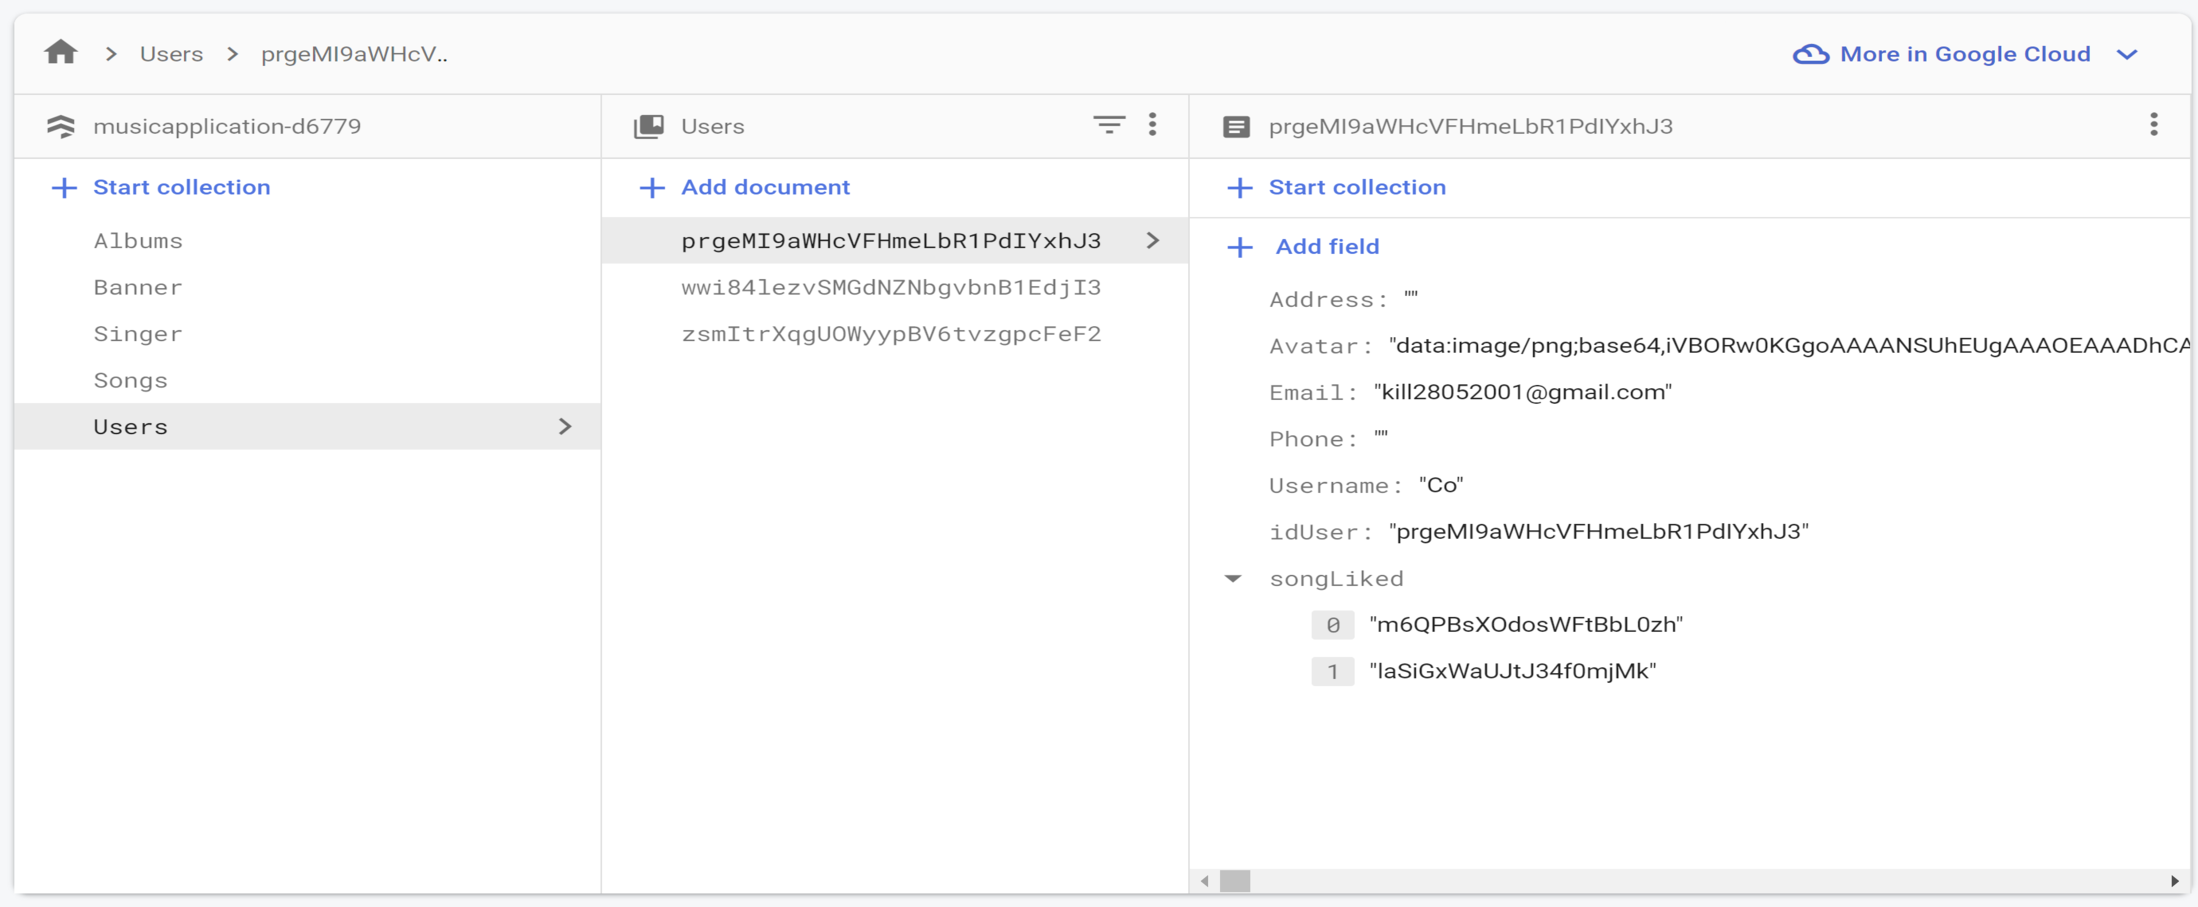 Users
prgeMI9aWHcV..
More in Google Cloud
musicapplication-d6779
Start collection
Albums
Banner
Singer
Songs
Users
Users
Add document
prgeMI9aWHcVFHmeLbR1PdIYxhJ3
wwi84lezvSMGdNZNbgvbnB1EdjI3
zsmItrXqgUOWyypBV6tvzgpcFeF2
prgeMI9aWHcVFHmeLbR1PdIYxhJ3
Start collection
Add field
Address: ""
Avatar: "data:image/png;base64,iVBORw0KGgoAAAANSUhEUgAAAOEAAADhCA
Email: "kill28052001@gmail.com"
Phone: ""
Username: "Co"
idUser: "prgeMI9aWHcVFHmeLbR1PdIYxhJ3"
songLiked
0 "m6QPBsXOdosWFtBbL0zh"
1 "laSiGxWaUJtJ34f0mjMk"